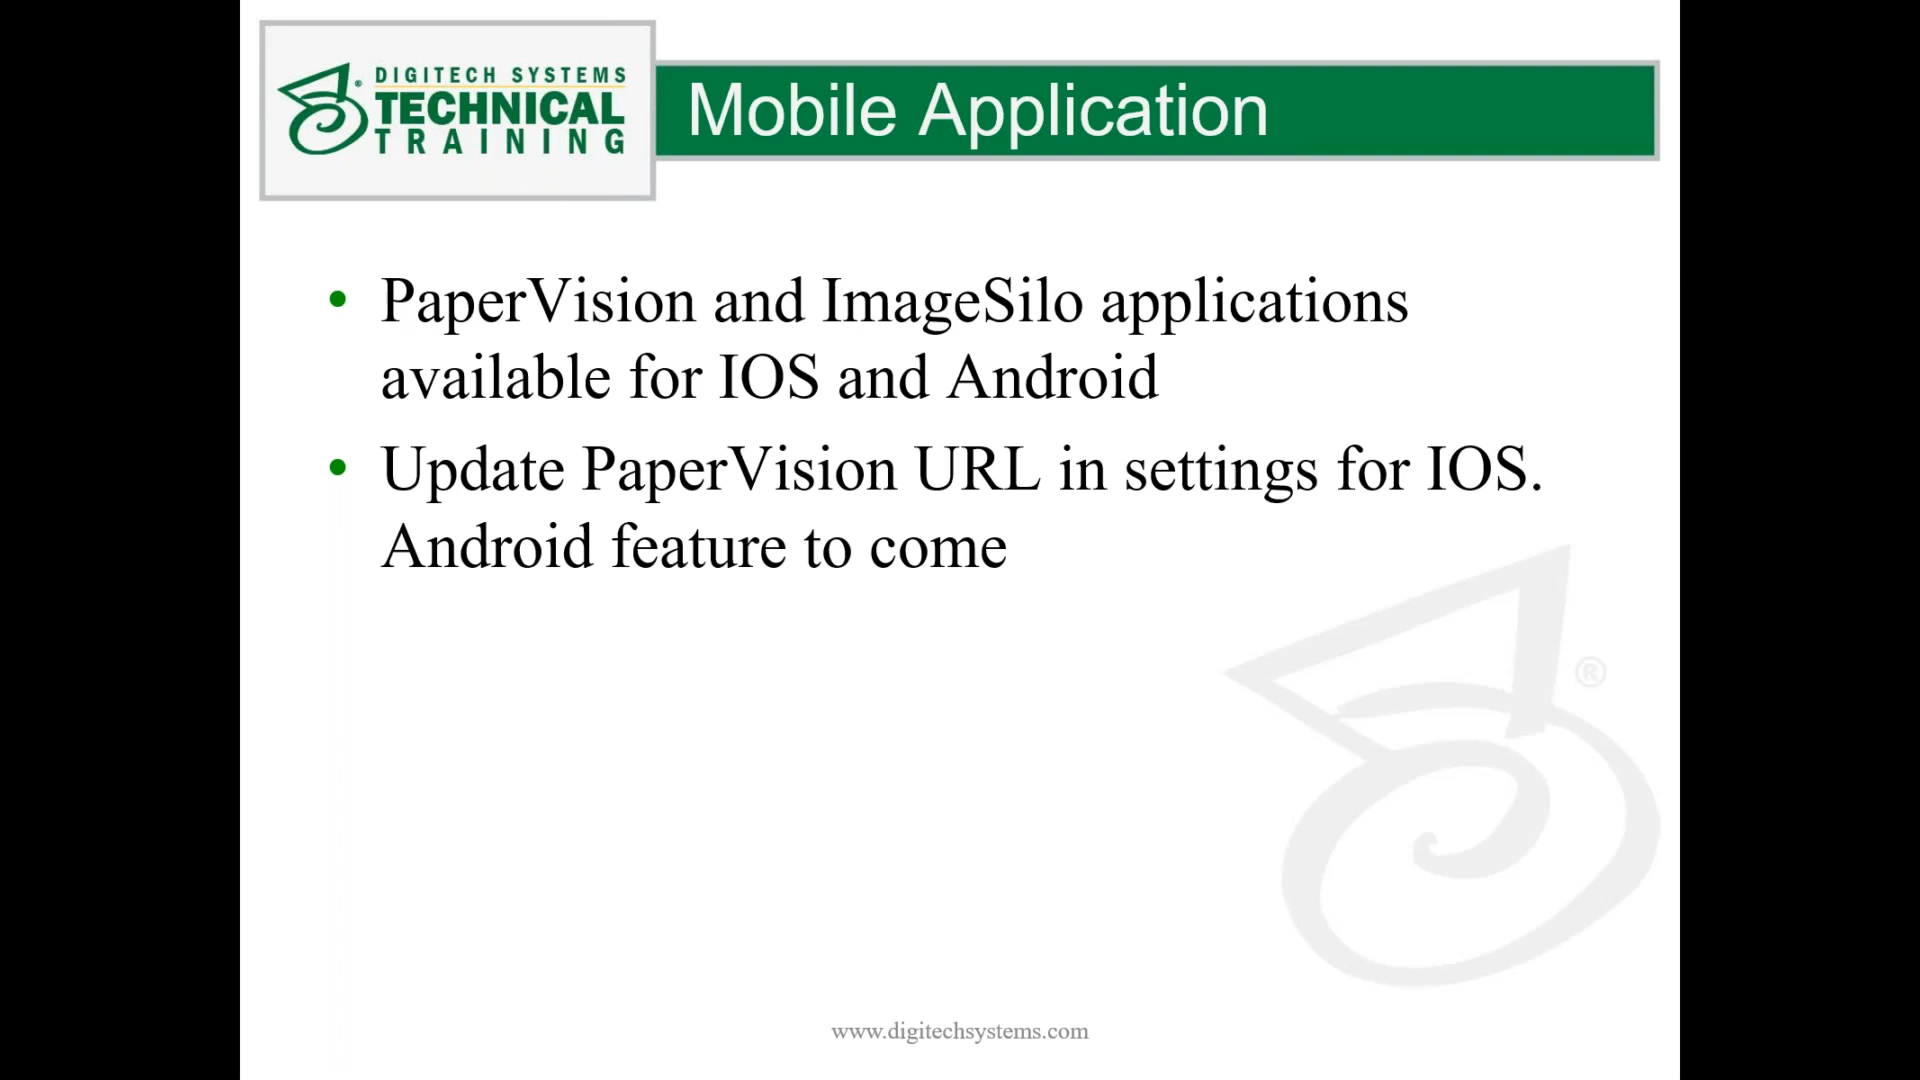 DIGITECH SYSTEMS
TECHNICAL
TRAINING
Mobile Application
• PaperVision and ImageSilo applications
available for IOS and Android
• Update PaperVision URL in settings for IOS.
Android feature to come
®
www.digitechsystems.com